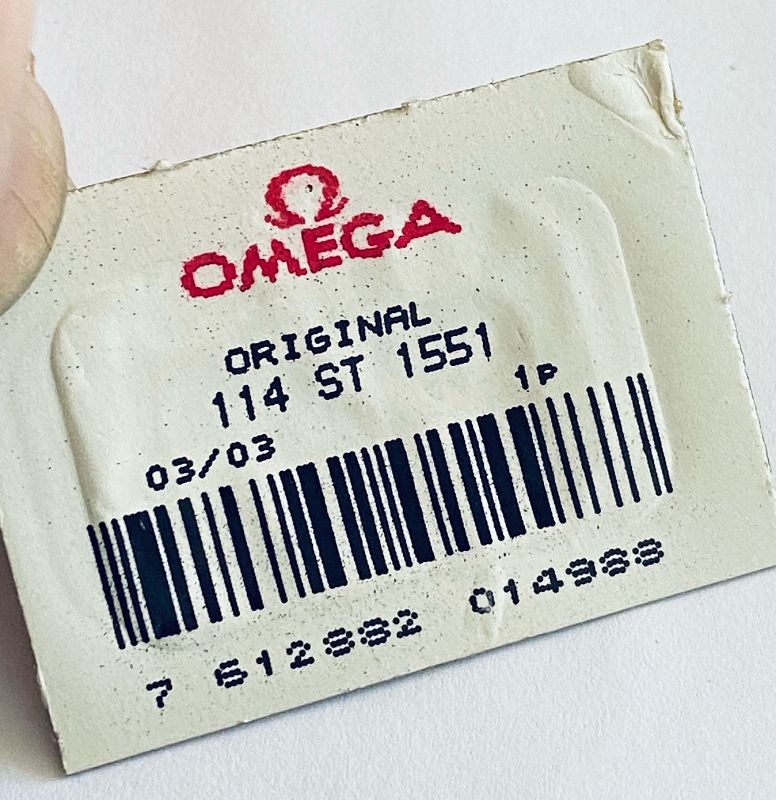 Ω
OMEGA
ORIGINAL
114 ST 1551
1P
03/03
7 612882 014988